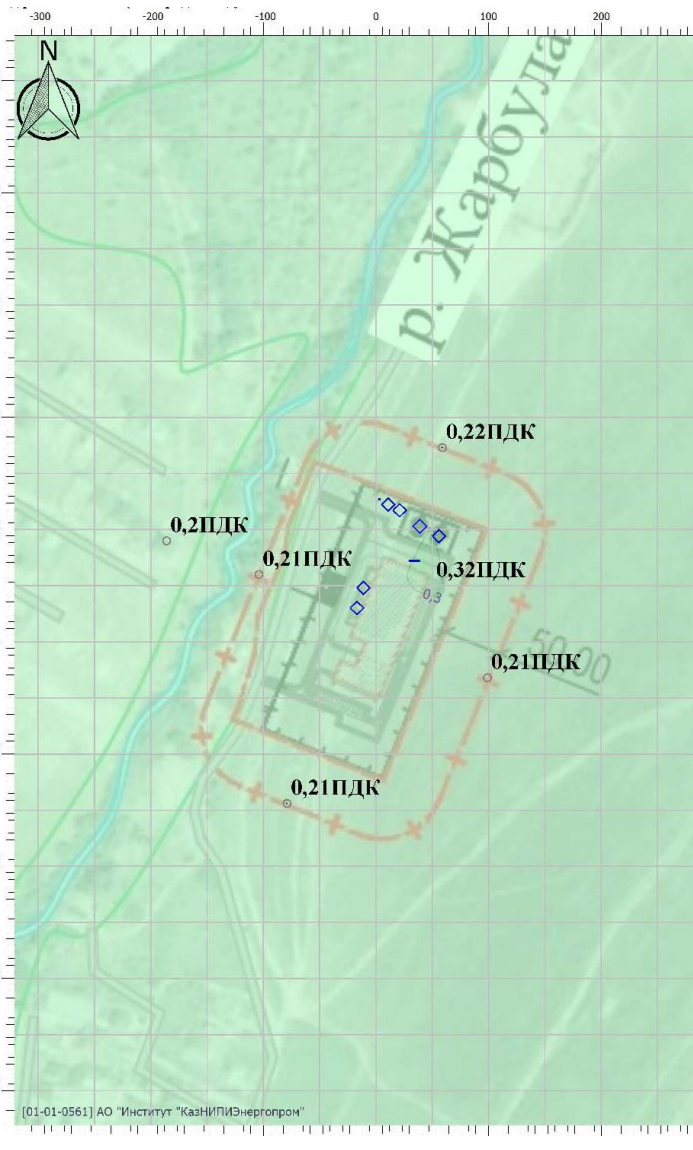 -300 -200 -100 0 100 200
N
р. Жарбула
0,22ПДК
0,2ПДК
0,21ПДК
0,32ПДК
0,3
50,00
0,21ПДК
0,21ПДК
[01-01-0561] АО "Институт "КазНИПИЭнергопром"